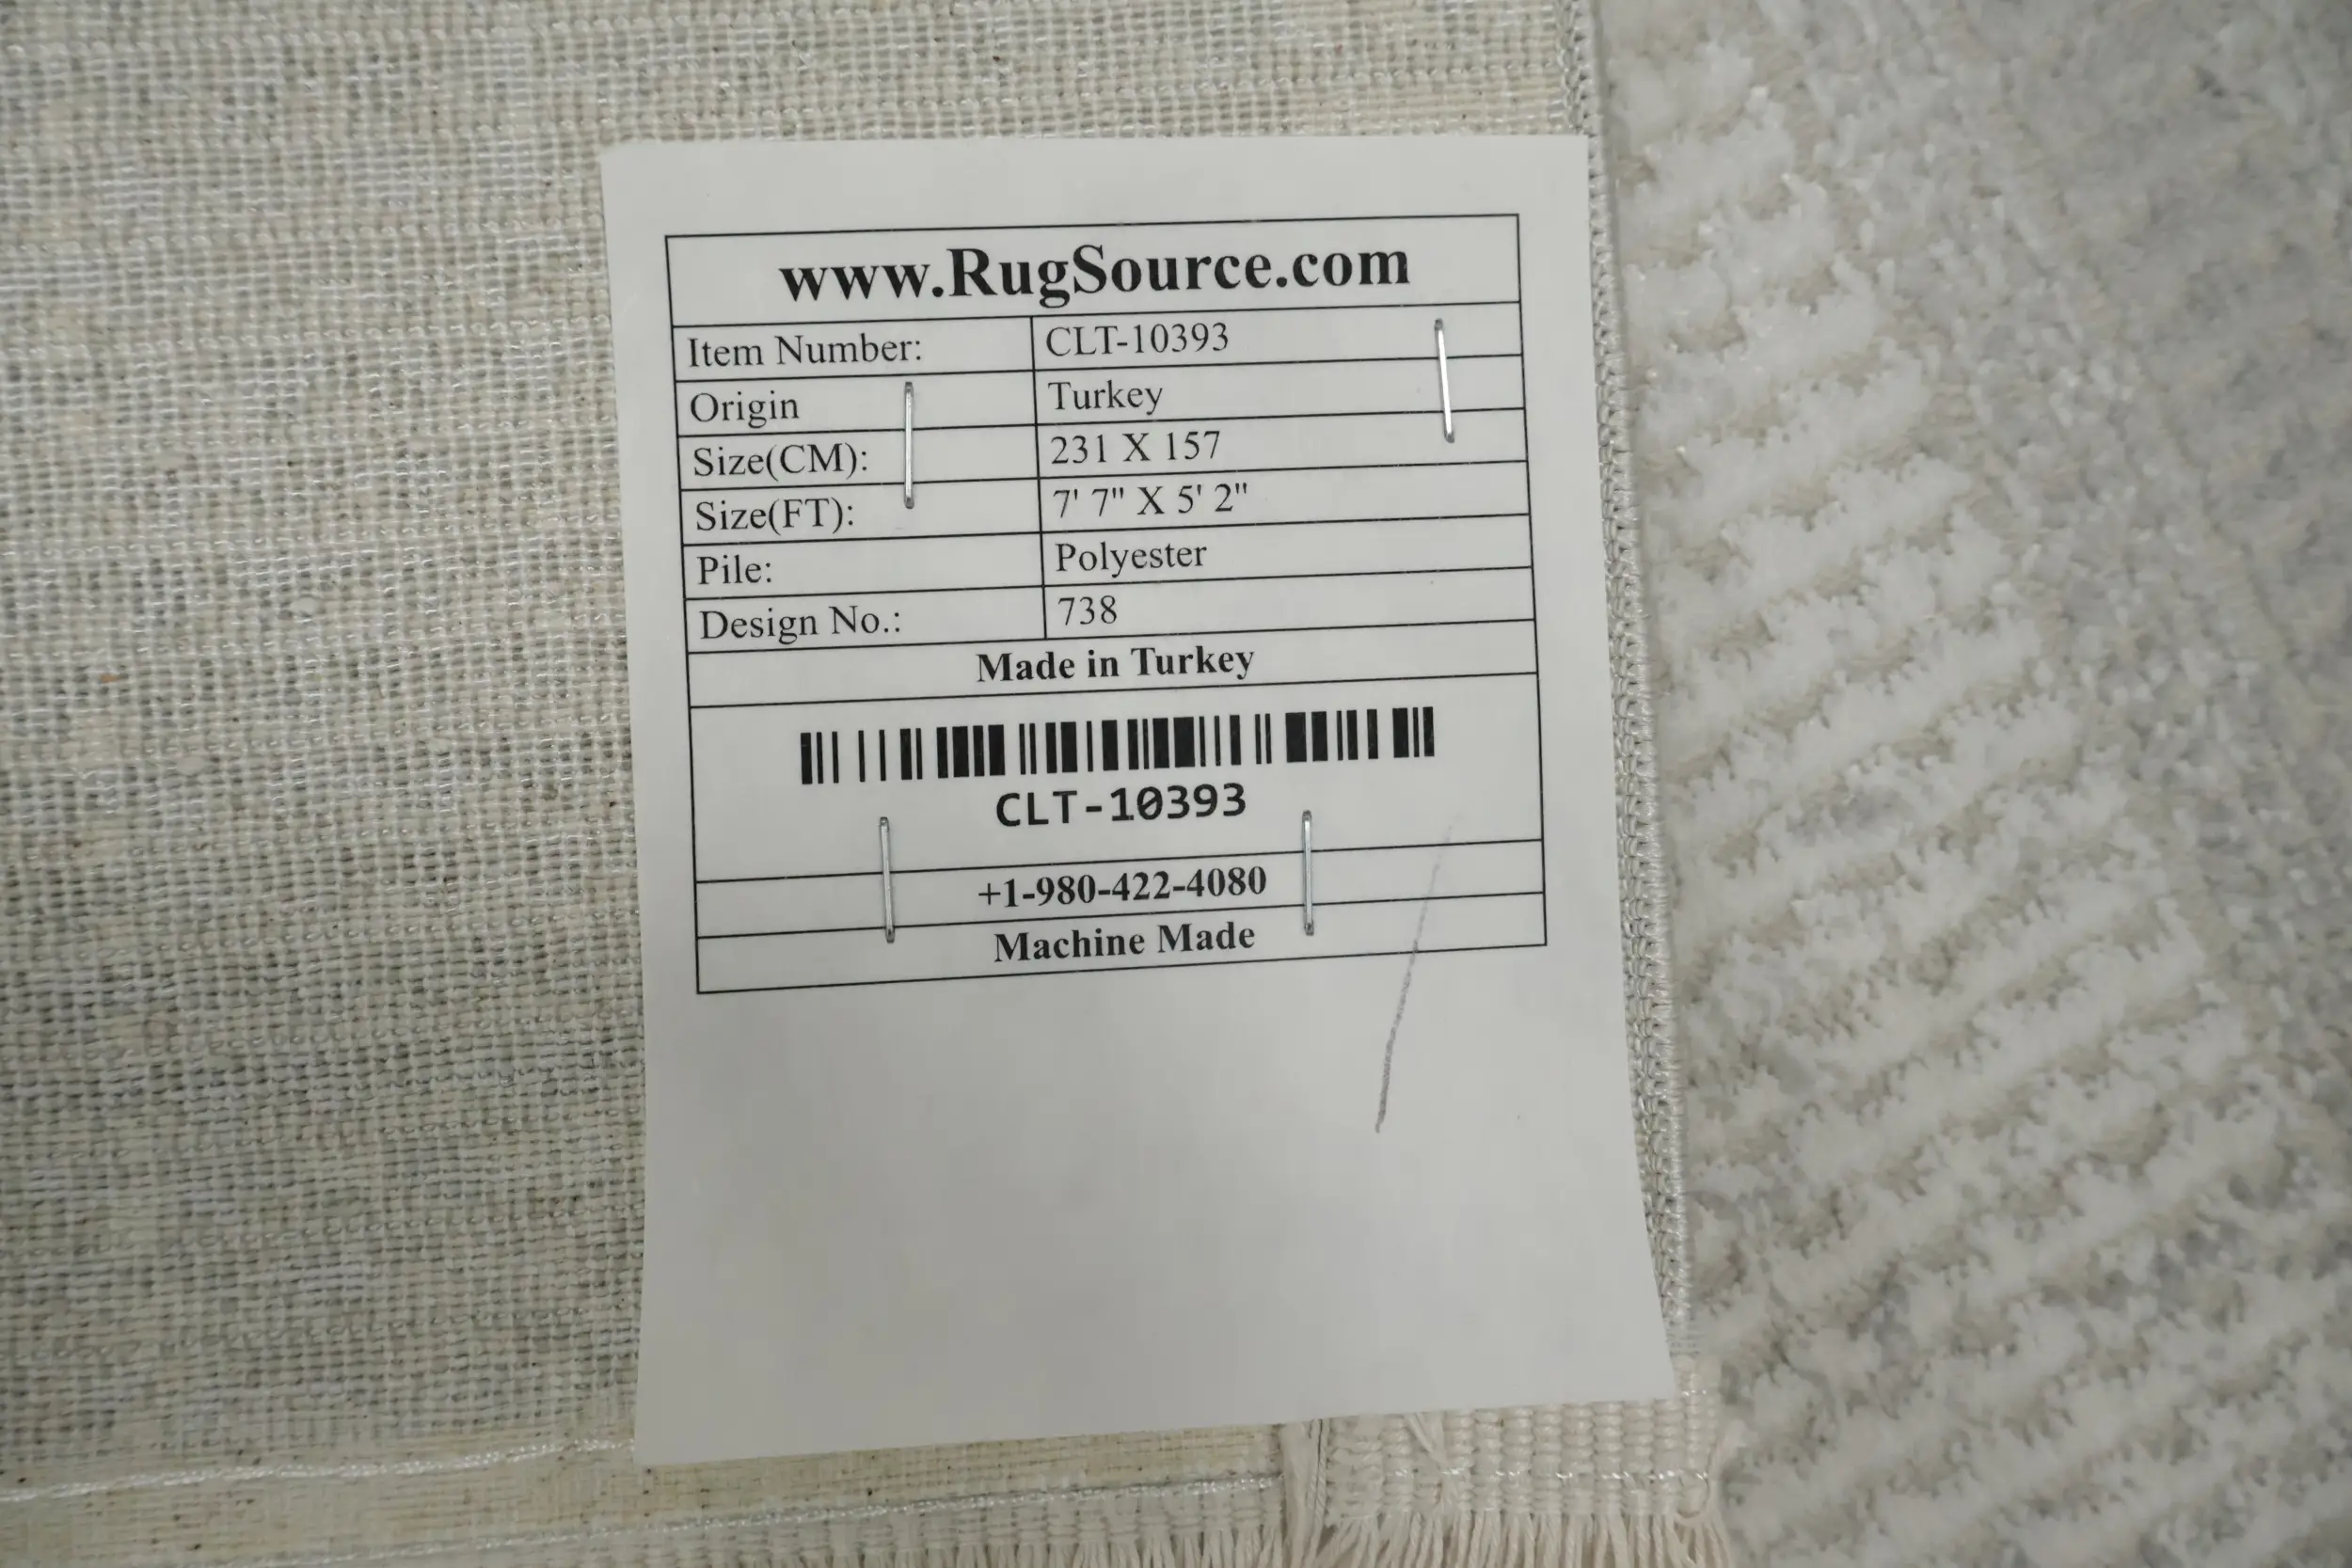 www.RugSource.com
Item Number: CLT-10393
Origin Turkey
Size(CM): 231 X 157
Size(FT): 7' 7" X 5' 2"
Pile: Polyester
Design No.: 738
Made in Turkey
CLT-10393
+1-980-422-4080
Machine Made